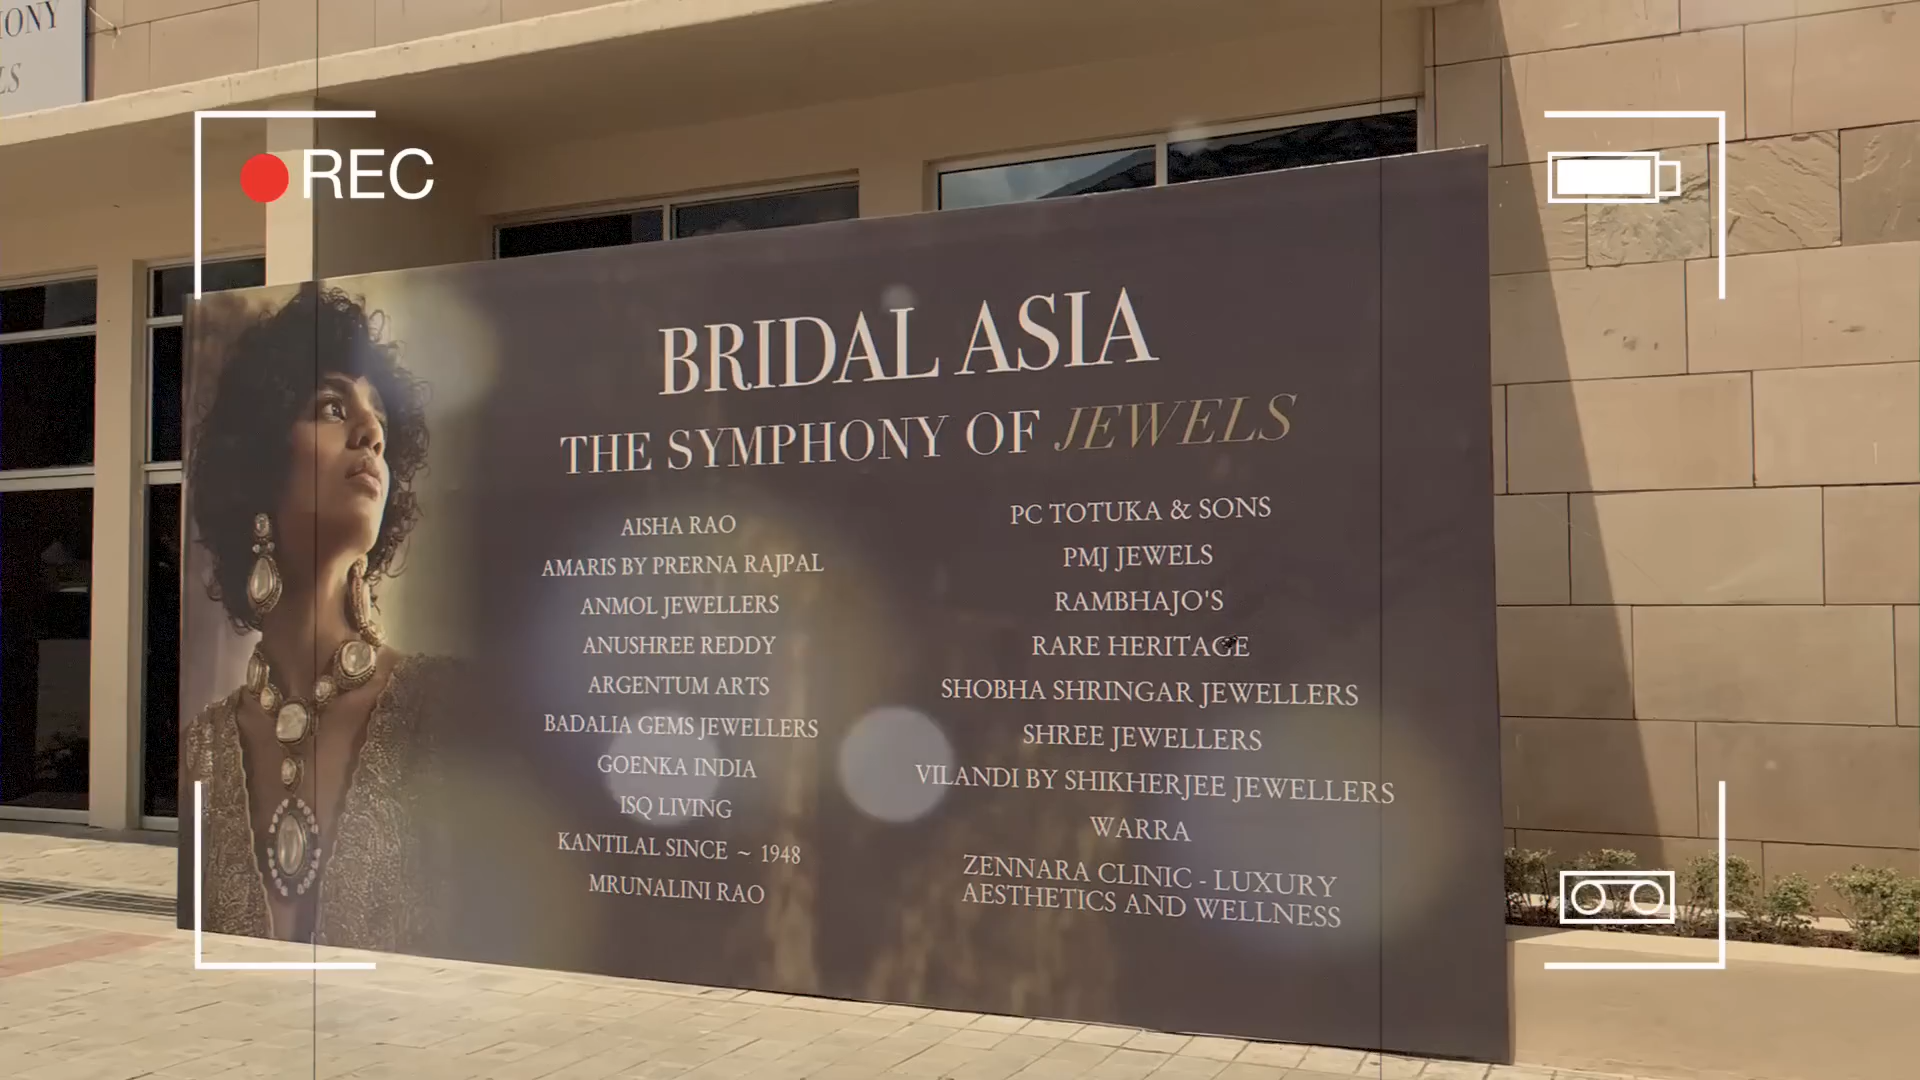 HONY
LS
REC
BRIDAL ASIA
THE SYMPHONY OF JEWELS
AISHA RAO
AMARIS BY PRERNA RAJPAL
ANMOL JEWELLERS
ANUSHREE REDDY
ARGENTUM ARTS
BADALIA GEMS JEWELLERS
GOENKA INDIA
ISQ LIVING
KANTILAL SINCE ~ 1948
MRUNALINI RAO
PC TOTUKA & SONS
PMJ JEWELS
RAMBHAJO'S
RARE HERITAGE
SHOBHA SHRINGAR JEWELLERS
SHREE JEWELLERS
VILANDI BY SHIKHERJEE JEWELLERS
WARRA
ZENNARA CLINIC - LUXURY
AESTHETICS AND WELLNESS